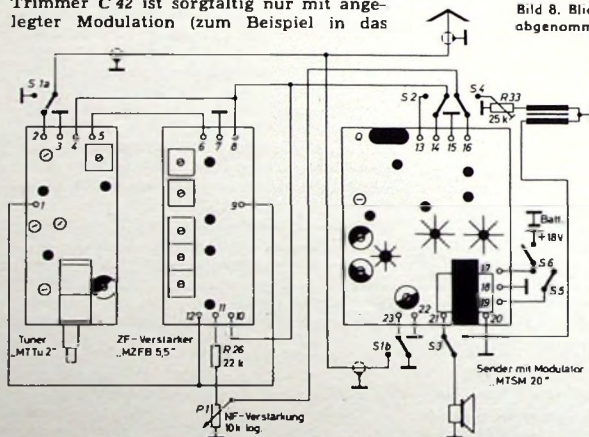 Trimmer C 42 ist sorgfältig nur mit ange-
legter Modulation (zum Beispiel in das
Bild 8. Blic
abgenomm
S 1a
2 3 4 5
6 7 8
S 2
S 4
R 33
25 k
Q
13 14 15 16
1
9
Batt.
+18V
S 6
17
18
S 5
19
12 11 10
23 22 21 20
Tuner
„MTTu 2"
ZF-Verstärker
„MZFB 5,5"
R 26
22 k
S 1b
S 3
Sender mit Modulator
„MTSM 20"
P 1
NF-Verstärkung
10 k log.